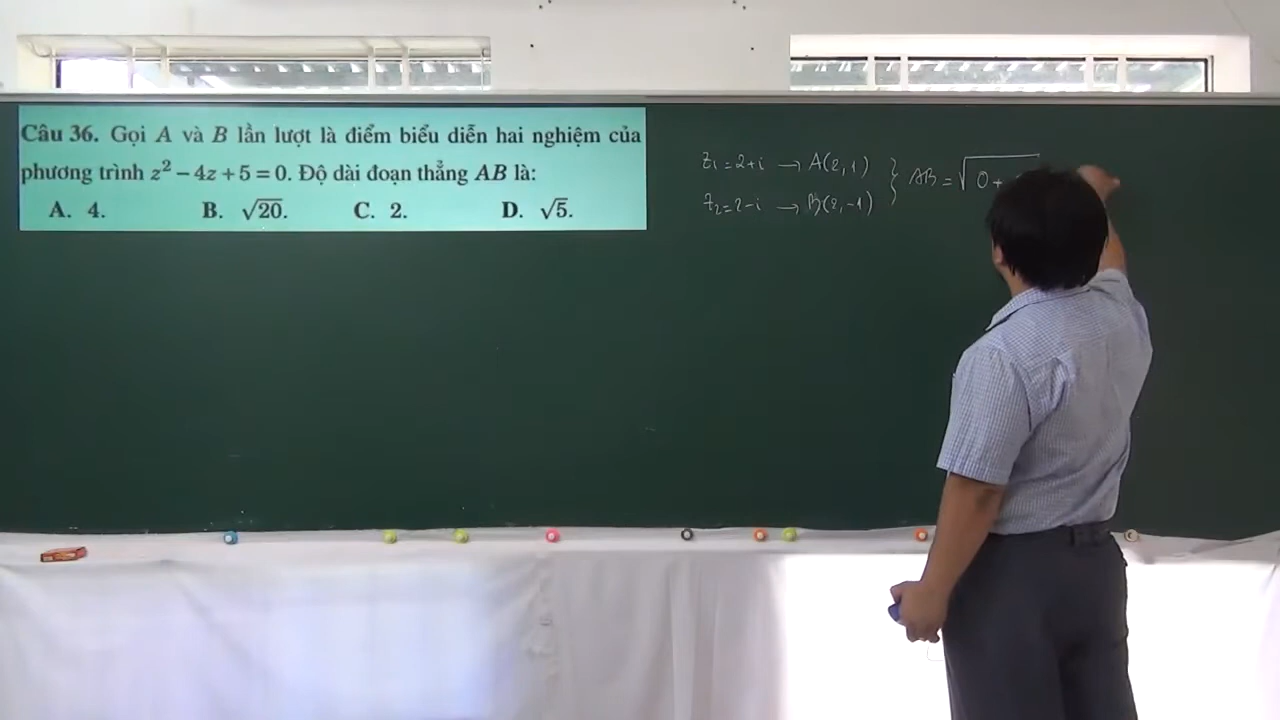 Câu 36. Gọi A và B lần lượt là điểm biểu diễn hai nghiệm của
phương trình z² − 4z + 5 = 0. Độ dài đoạn thẳng AB là:
A. 4. B. √20. C. 2. D. √5.
z₁ = 2+i → A(2,1)
z₂ = 2−i → B(2,−1)
} AB = √0 +